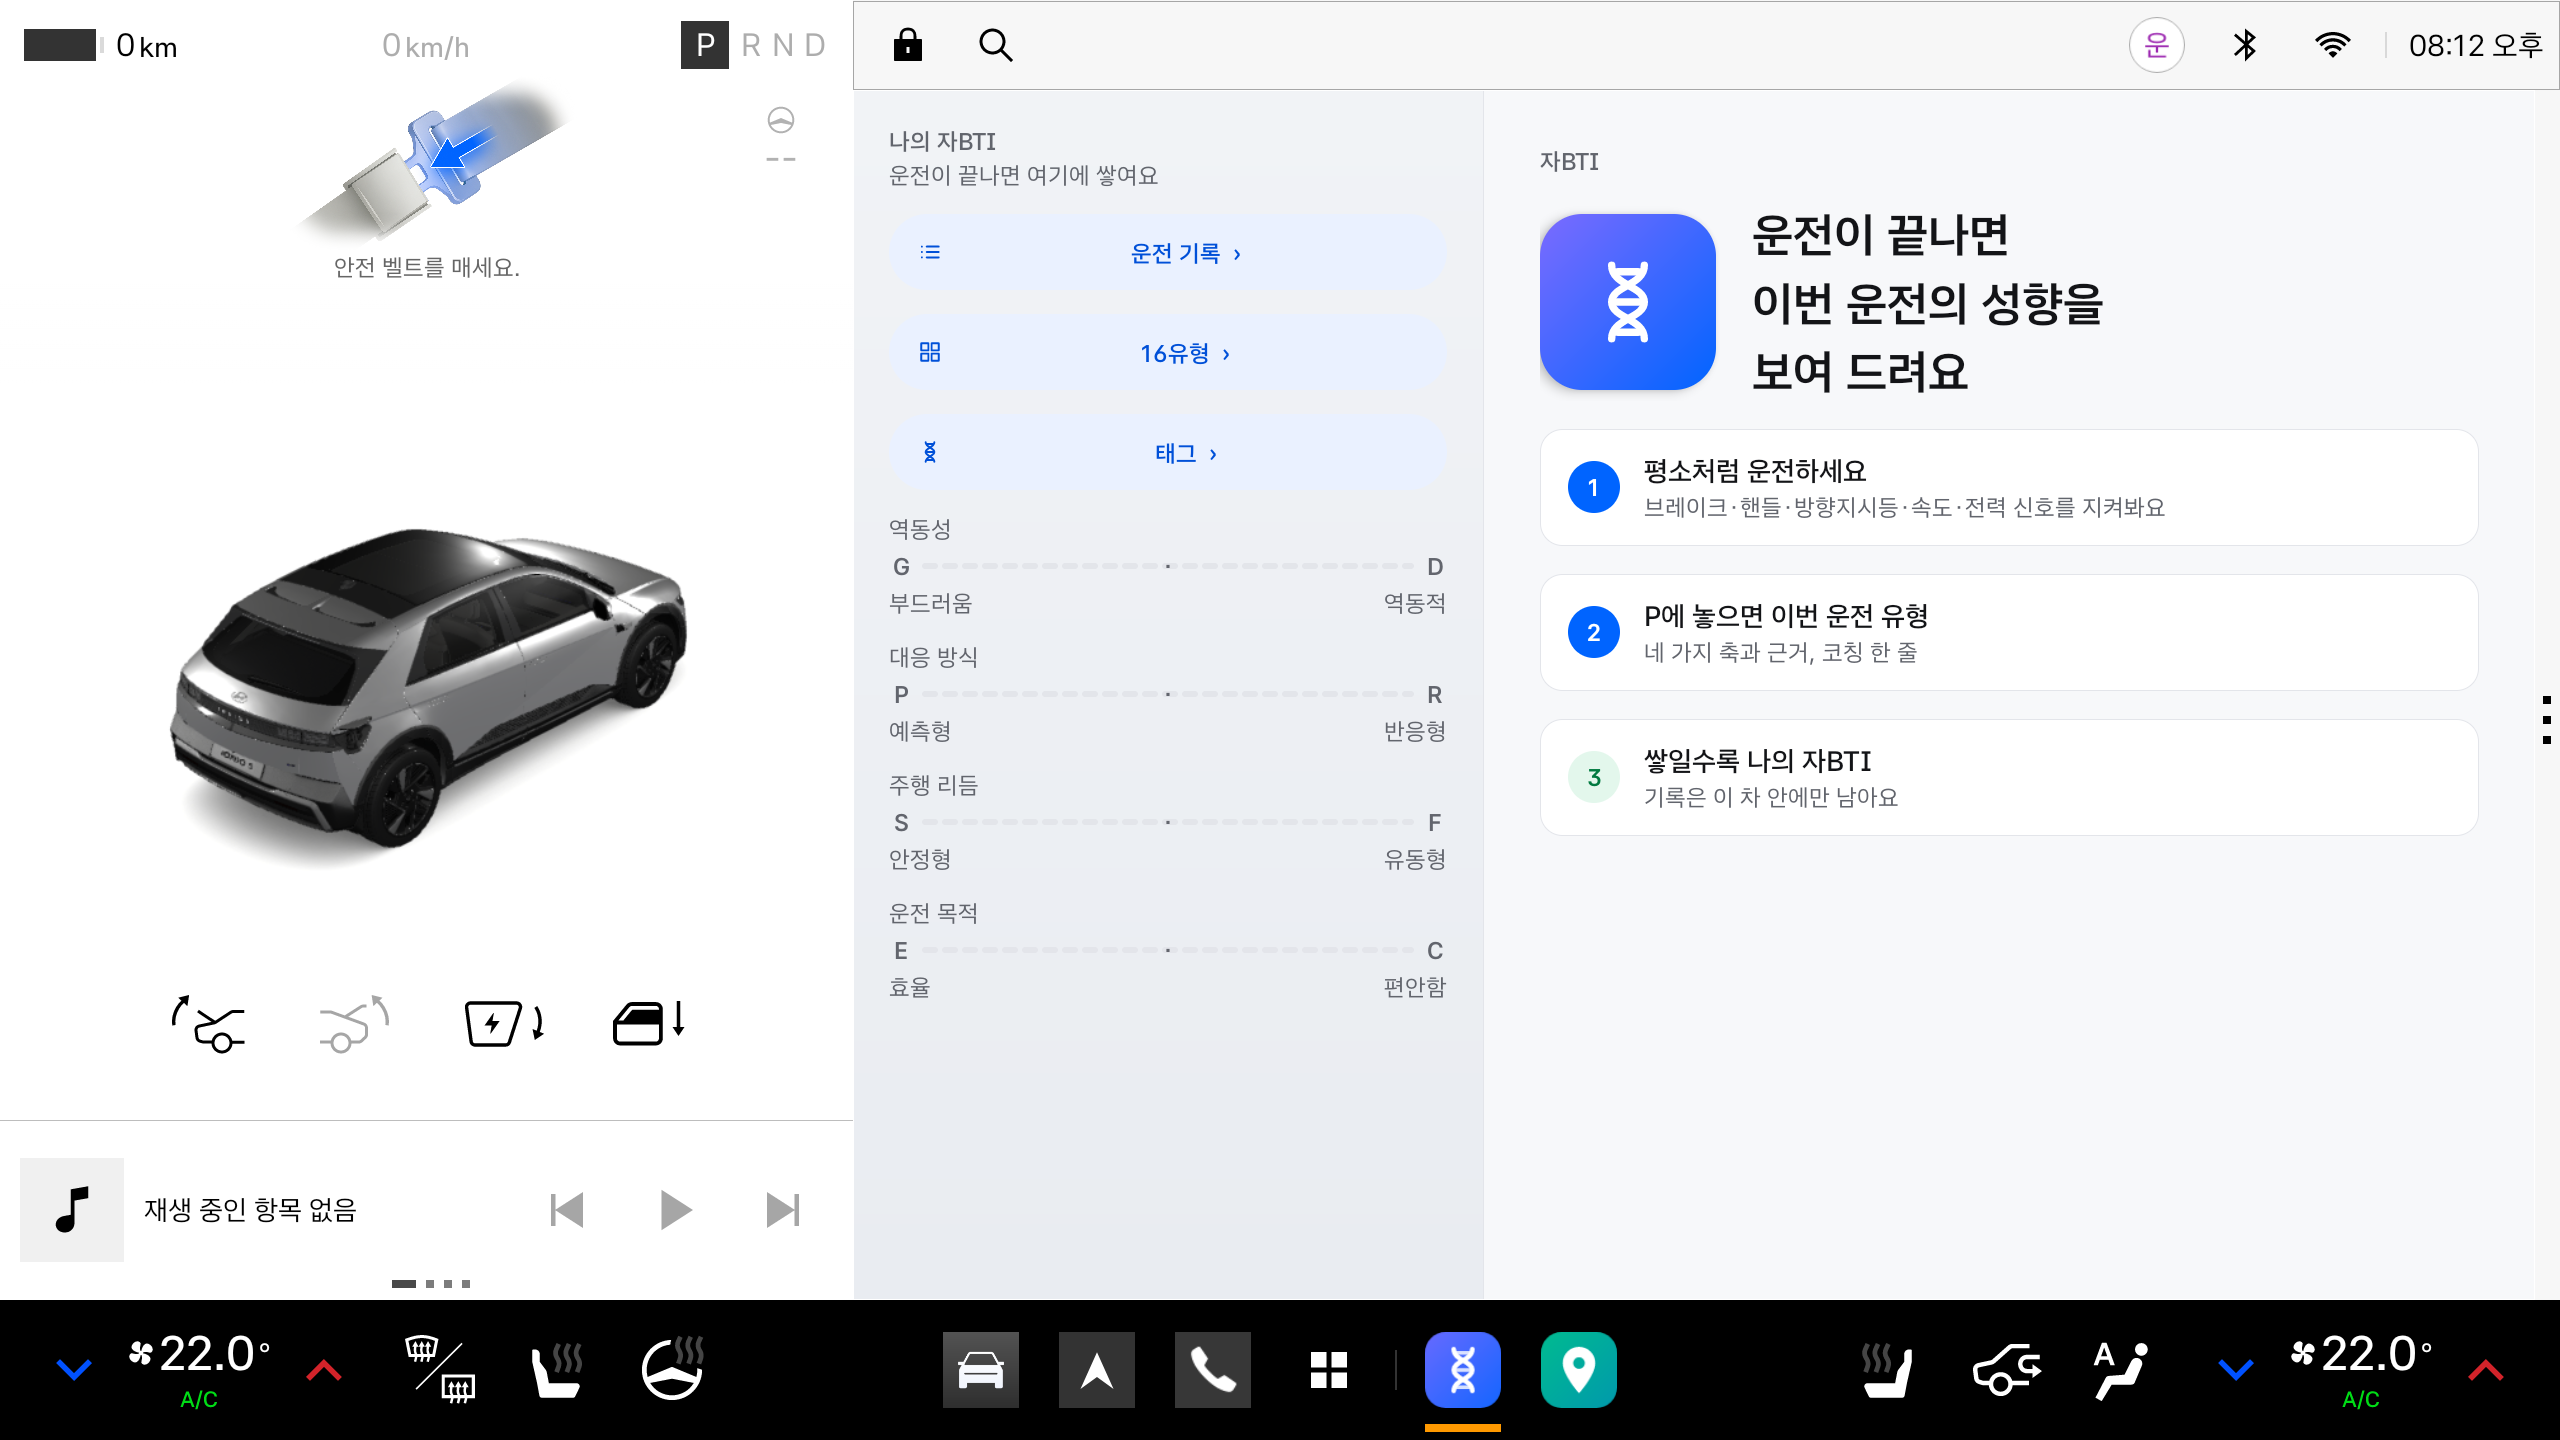 0 km
0 km/h
P R N D
안전 벨트를 매세요.
재생 중인 항목 없음
운
08:12 오후
나의 자BTI
운전이 끝나면 여기에 쌓여요
운전 기록 ›
16유형 ›
태그 ›
역동성
G D
부드러움 역동적
대응 방식
P R
예측형 반응형
주행 리듬
S F
안정형 유동형
운전 목적
E C
효율 편안함
자BTI
운전이 끝나면
이번 운전의 성향을
보여 드려요
1 평소처럼 운전하세요
브레이크·핸들·방향지시등·속도·전력 신호를 지켜봐요
2 P에 놓으면 이번 운전 유형
네 가지 축과 근거, 코칭 한 줄
3 쌓일수록 나의 자BTI
기록은 이 차 안에만 남아요
22.0°
A/C
A
22.0°
A/C